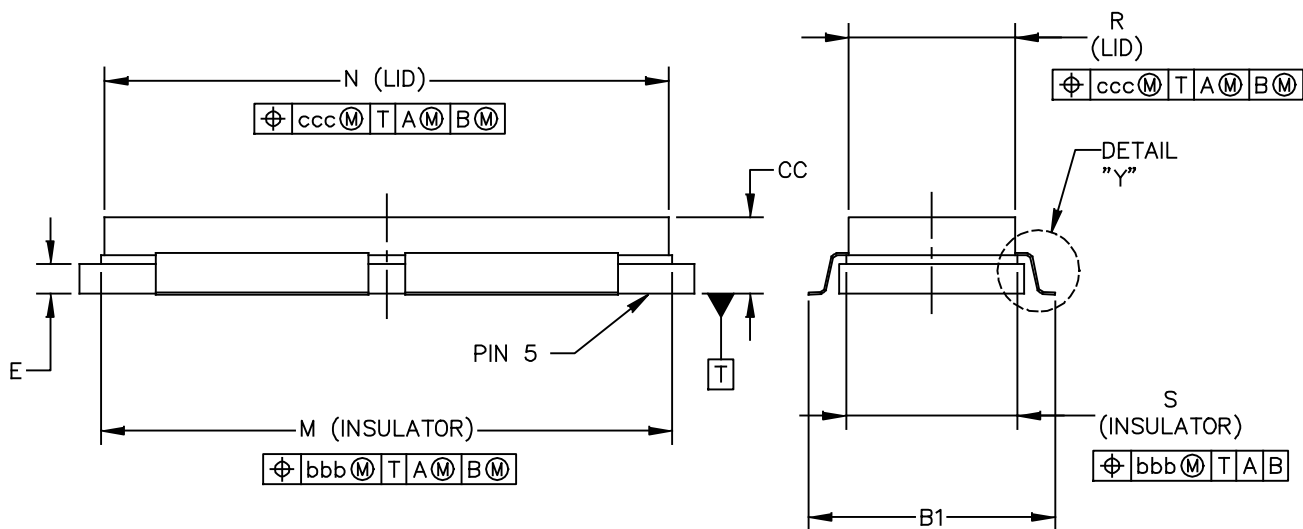 N (LID)
⌖ ccc Ⓜ T A Ⓜ B Ⓜ
R
(LID)
⌖ ccc Ⓜ T A Ⓜ B Ⓜ
CC
DETAIL
"Y"
E
PIN 5
T
M (INSULATOR)
⌖ bbb Ⓜ T A Ⓜ B Ⓜ
S
(INSULATOR)
⌖ bbb Ⓜ T A B
B1